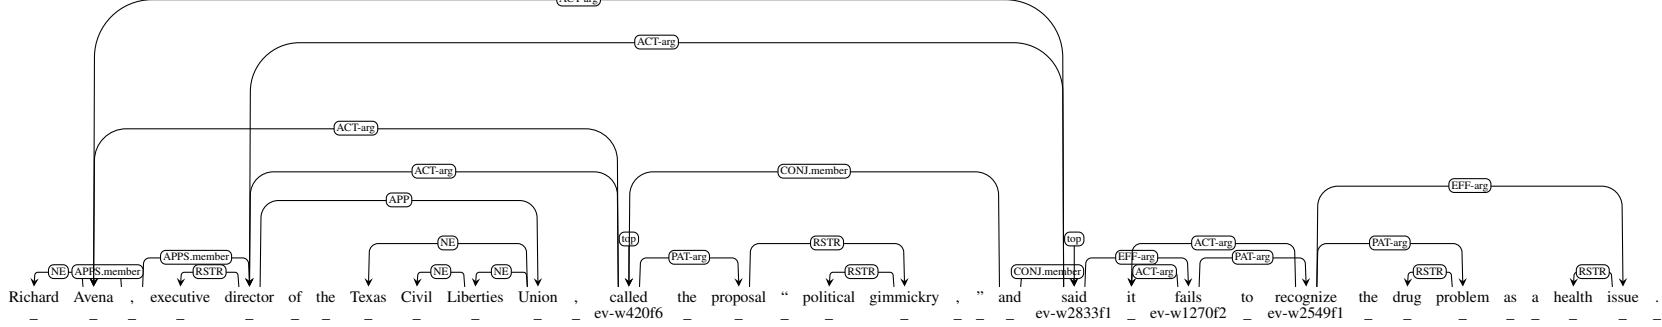 ACT-arg
ACT-arg
ACT-arg
ACT-arg CONJ.member
EFF-arg
APP
top top
NE RSTR ACT-arg PAT-arg
APPS.member PAT-arg EFF-arg PAT-arg
NE APPS.member RSTR NE NE RSTR CONJ.member ACT-arg RSTR RSTR
Richard Avena , executive director of the Texas Civil Liberties Union , called the proposal “ political gimmickry , ” and said it fails to recognize the drug problem as a health issue .
_ _ _ _ _ _ _ _ _ _ _ _ ev-w420f6 _ _ _ _ _ _ _ _ ev-w2833f1 _ ev-w1270f2 _ ev-w2549f1 _ _ _ _ _ _ _ _